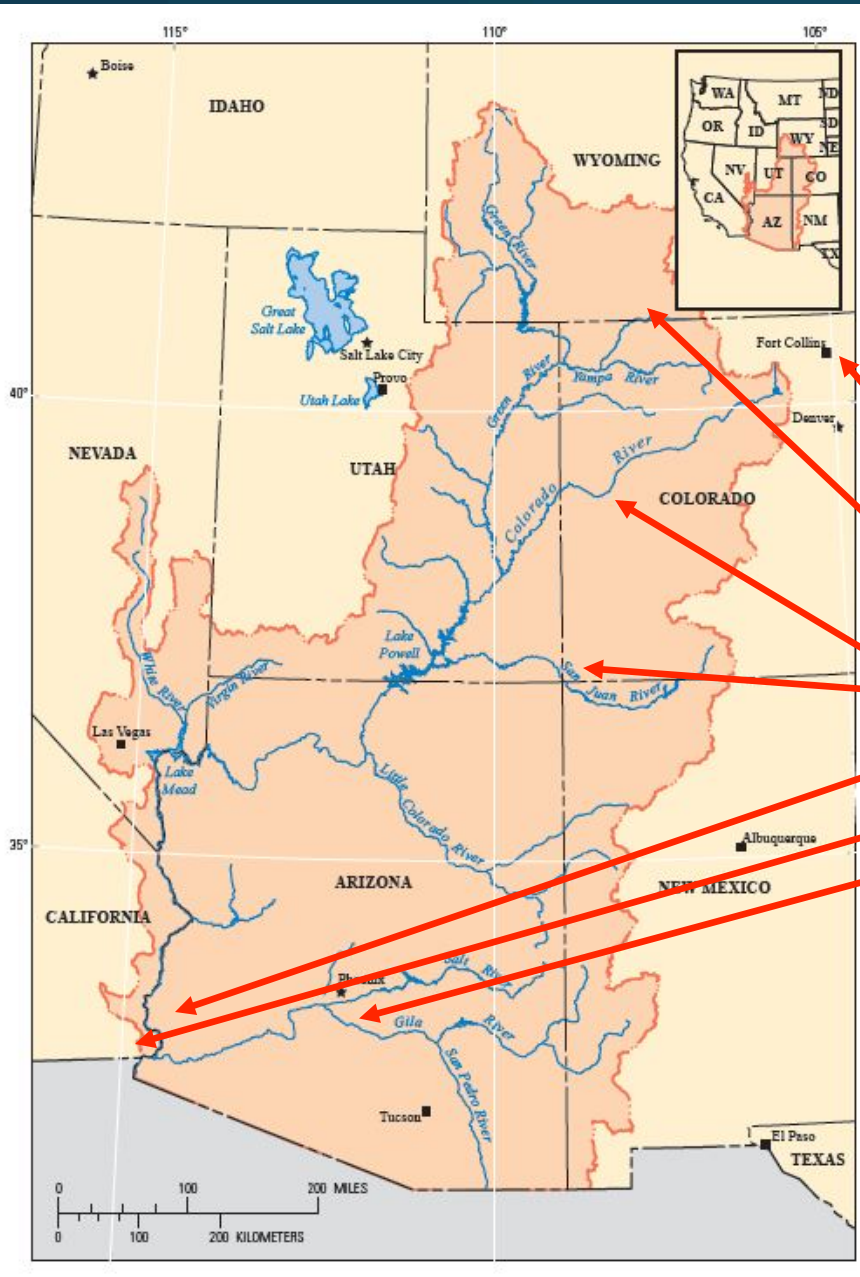 115°
110°
105°
Boise
IDAHO
WYOMING
WA
MT
ND
OR
ID
SD
WY
NE
NV
UT
CO
CA
AZ
NM
TX
Green River
Great
Salt Lake
Salt Lake City
Fort Collins
Provo
Utah Lake
40°
Green River
Yampa River
Denver
NEVADA
UTAH
Colorado River
COLORADO
Lake
Powell
San Juan River
White River
Virgin River
Las Vegas
Lake
Mead
Little Colorado River
35°
Albuquerque
ARIZONA
NEW MEXICO
CALIFORNIA
Salt River
Phoenix
Gila River
San Pedro River
Tucson
El Paso
TEXAS
0 100 200 MILES
0 100 200 KILOMETERS